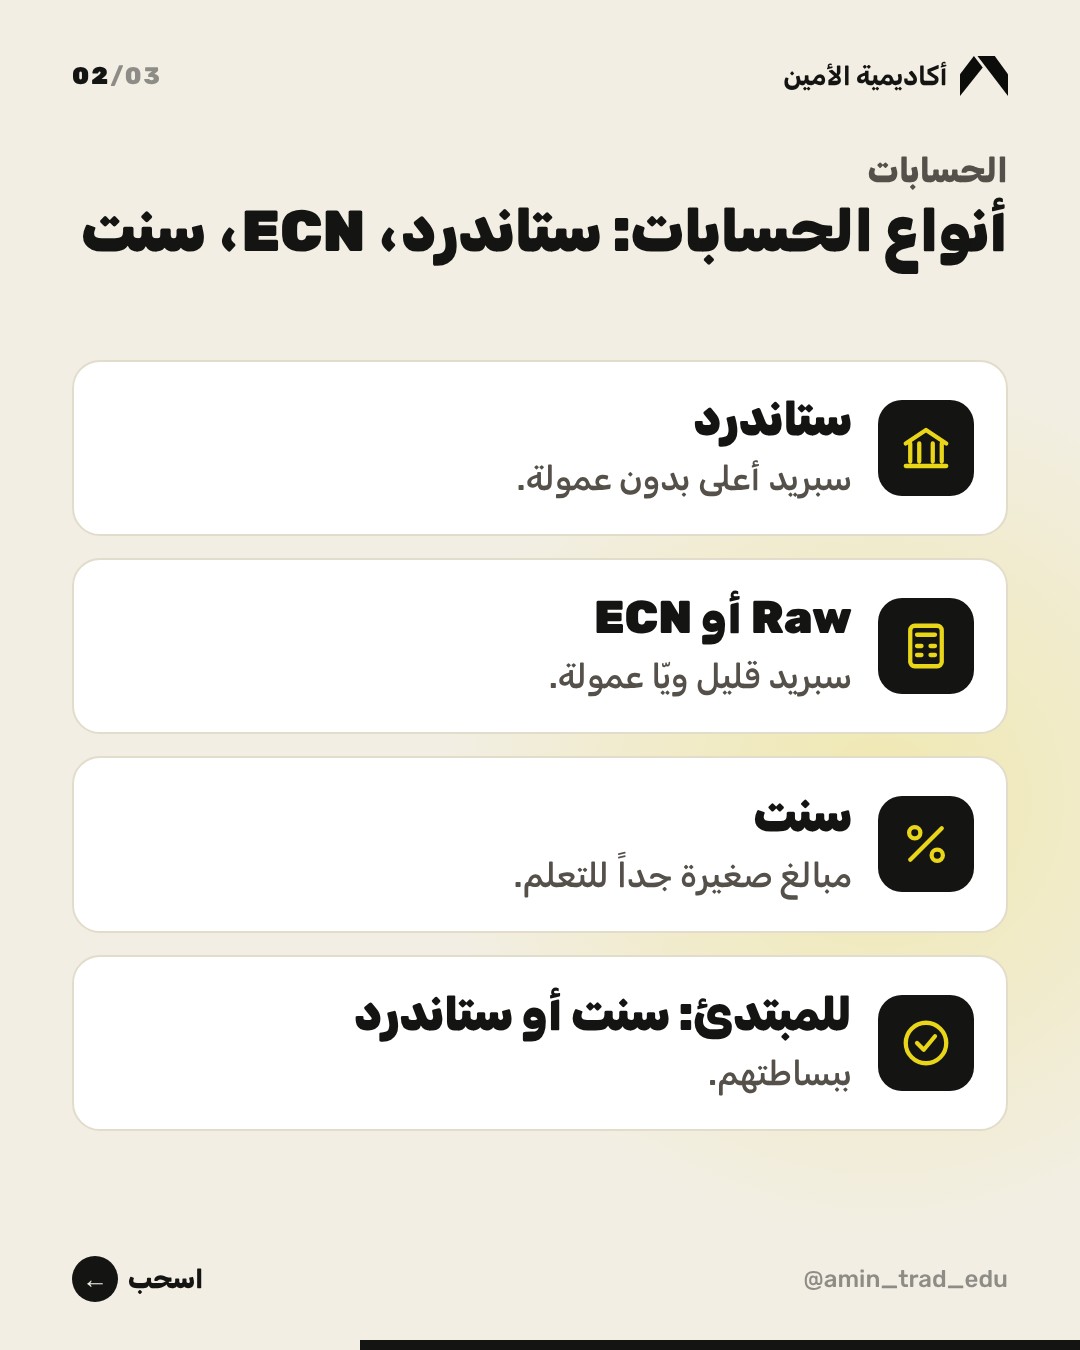 أكاديمية الأمين
02/03
الحسابات
أنواع الحسابات: ستاندرد، ECN، سنت
ستاندرد
سبريد أعلى بدون عمولة.
Raw أو ECN
سبريد قليل ويّا عمولة.
سنت
مبالغ صغيرة جداً للتعلم.
للمبتدئ: سنت أو ستاندرد
ببساطتهم.
@amin_trad_edu
اسحب ←